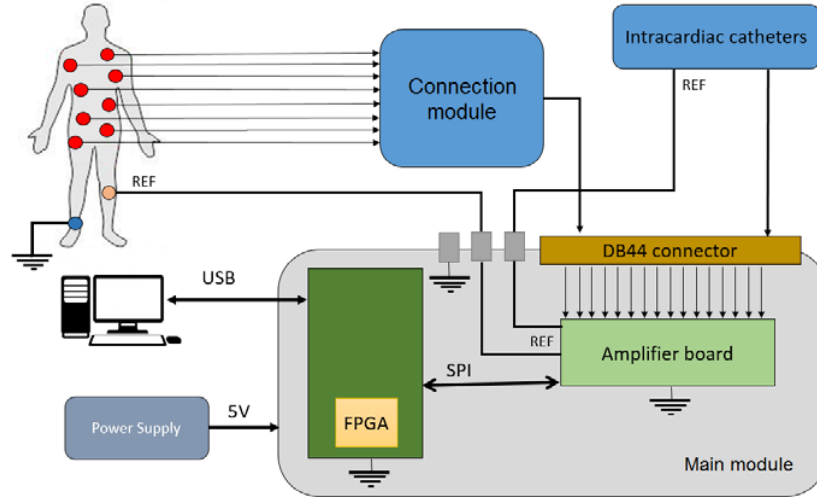 Intracardiac catheters
Connection
module
REF
REF
DB44 connector
USB
REF
Amplifier board
SPI
5V
Power Supply
FPGA
Main module